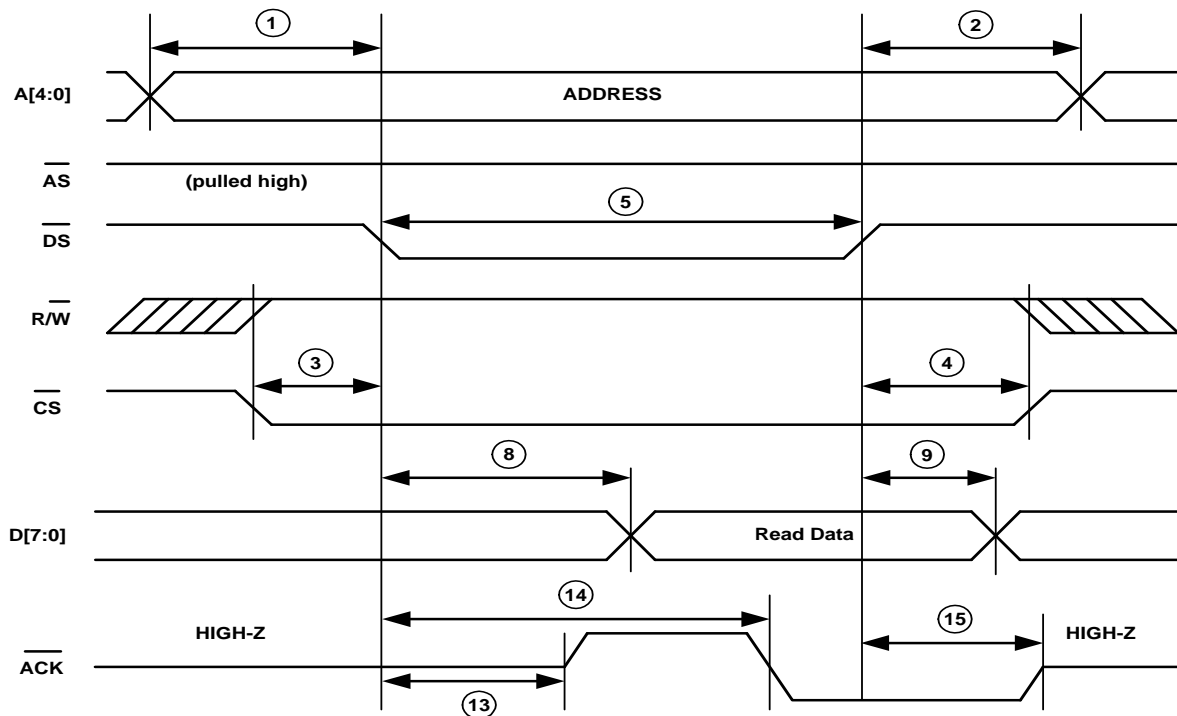 1
2
A[4:0]
ADDRESS
AS
(pulled high)
5
DS
R/W
3
4
CS
8
9
D[7:0]
Read Data
14
15
HIGH-Z
HIGH-Z
ACK
13